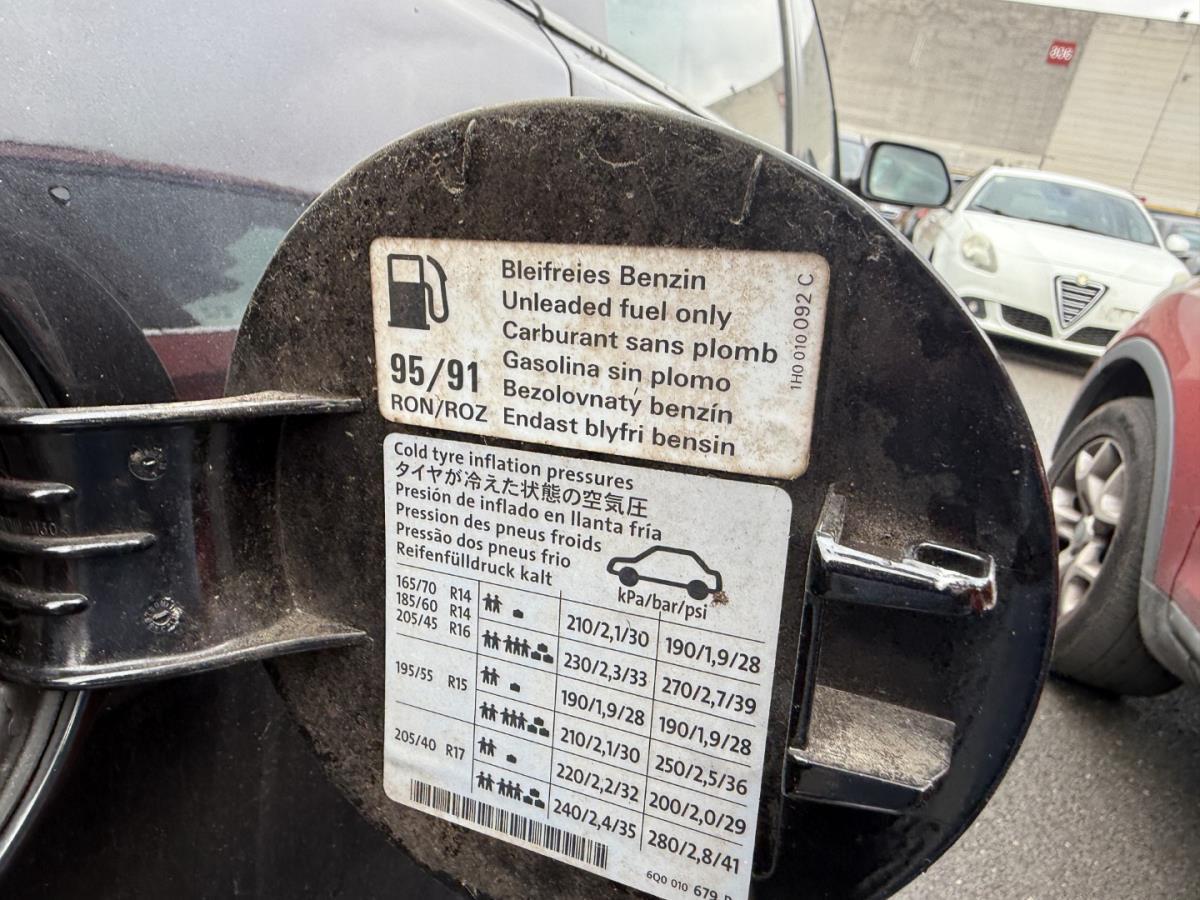 Bleifreies Benzin
Unleaded fuel only
Carburant sans plomb
Gasolina sin plomo
Bezolovnaty benzín
Endast blyfri bensin
95/91
RON/ROZ
1H0 010 092 C
Cold tyre inflation pressures
タイヤが冷えた状態の空気圧
Presión de inflado en llanta fría
Pression des pneus froids
Pressão dos pneus frio
Reifenfülldruck kalt
kPa/bar/psi
165/70 R14
185/60 R14
205/45 R16
210/2,1/30 190/1,9/28
230/2,3/33 270/2,7/39
195/55 R15
190/1,9/28 190/1,9/28
210/2,1/30 250/2,5/36
205/40 R17
220/2,2/32 200/2,0/29
240/2,4/35 280/2,8/41
6Q0 010 679